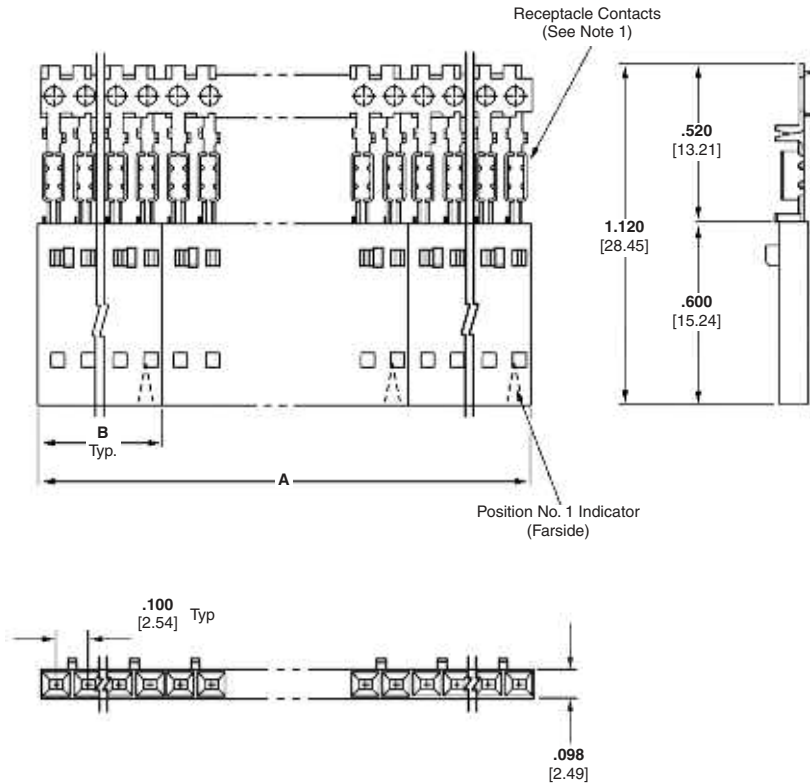 Receptacle Contacts
(See Note 1)
.520
[13.21]
1.120
[28.45]
.600
[15.24]
B
Typ.
A
Position No. 1 Indicator
(Farside)
.100
[2.54]
Typ
.098
[2.49]